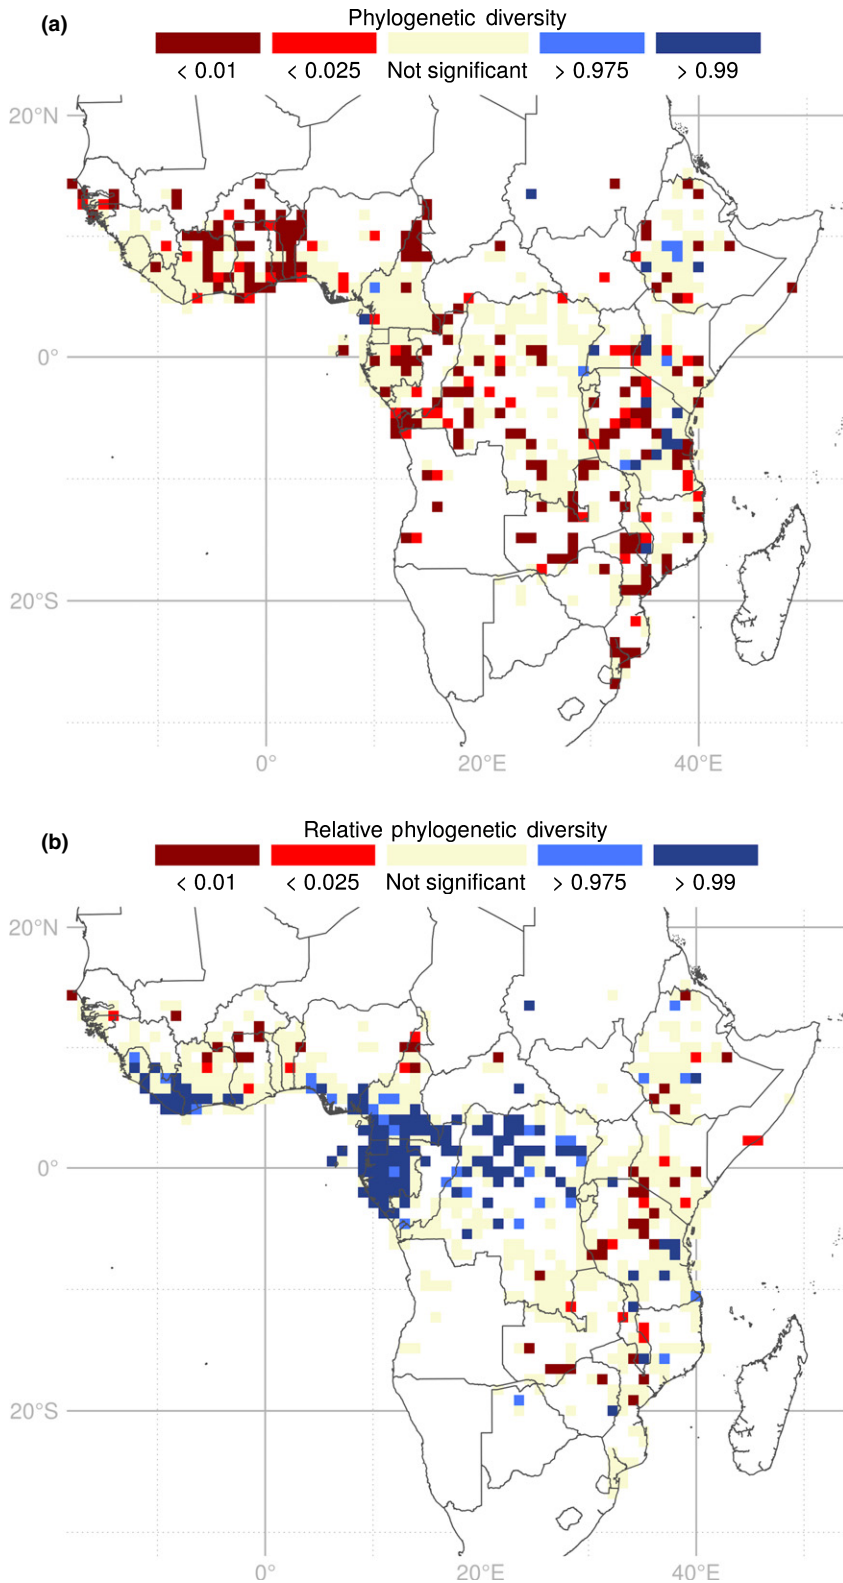 (a)
Phylogenetic diversity
< 0.01 < 0.025 Not significant > 0.975 > 0.99
20°N
0°
20°S
0° 20°E 40°E
(b)
Relative phylogenetic diversity
< 0.01 < 0.025 Not significant > 0.975 > 0.99
20°N
0°
20°S
0° 20°E 40°E